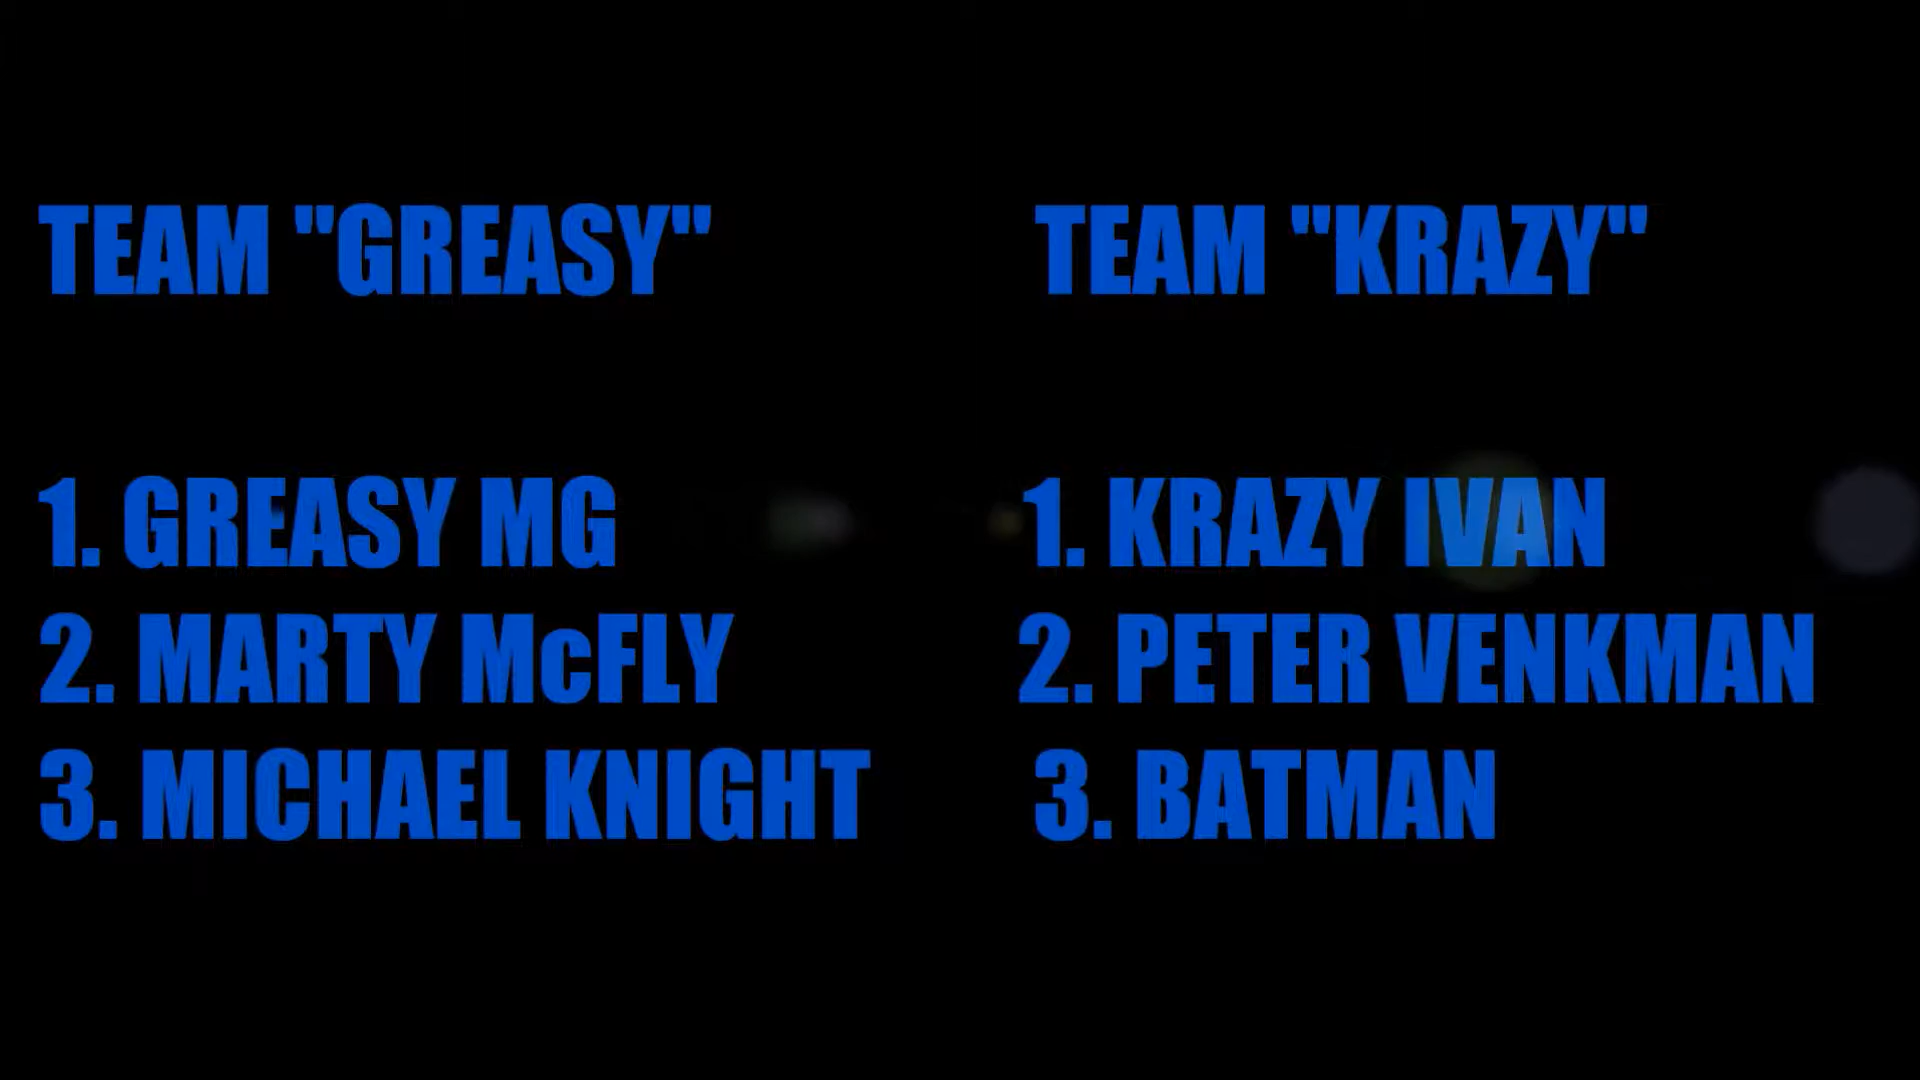 TEAM "GREASY"
1. GREASY MG
2. MARTY McFLY
3. MICHAEL KNIGHT
TEAM "KRAZY"
1. KRAZY IVAN
2. PETER VENKMAN
3. BATMAN